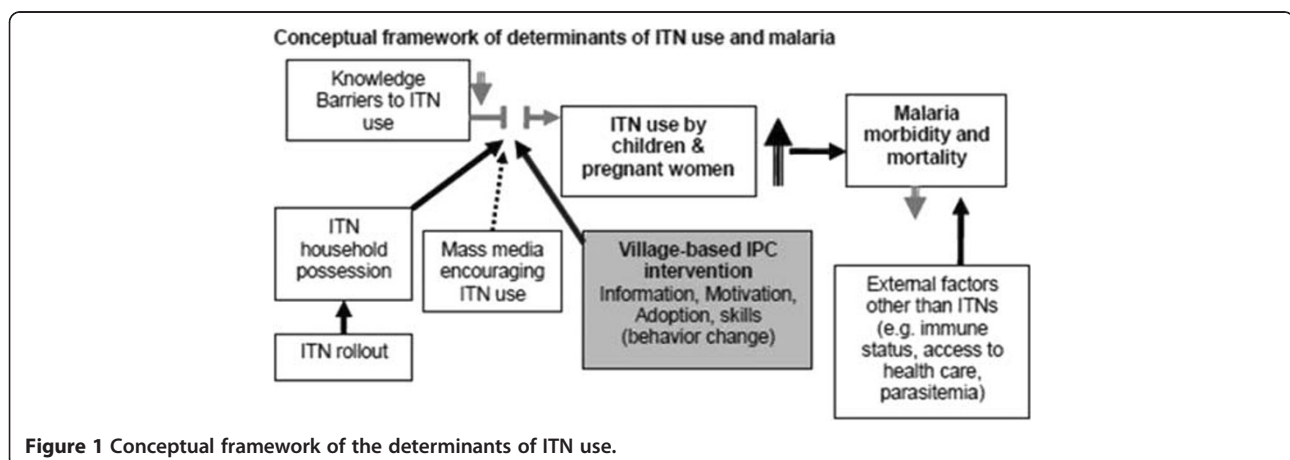 Conceptual framework of determinants of ITN use and malaria
Knowledge
Barriers to ITN
use
ITN use by
children &
pregnant women
Malaria
morbidity and
mortality
ITN
household
possession
Mass media
encouraging
ITN use
Village-based IPC
intervention
Information, Motivation,
Adoption, skills
(behavior change)
External factors
other than ITNs
(e.g. immune
status, access to
health care,
parasitemia)
ITN rollout
Figure 1 Conceptual framework of the determinants of ITN use.